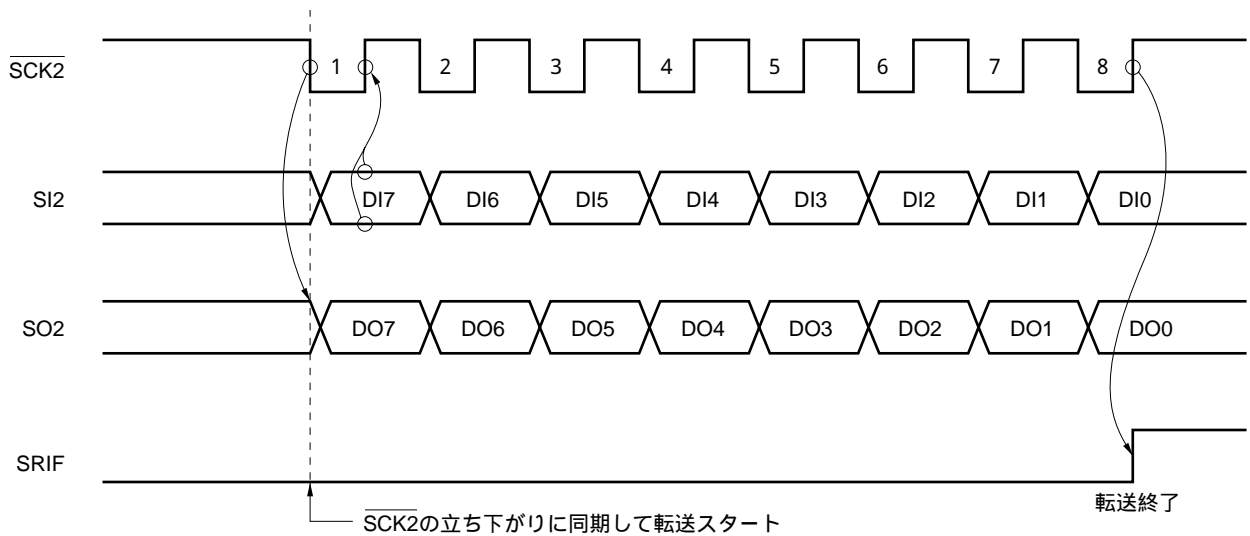 SCK2
1 2 3 4 5 6 7 8
SI2
DI7 DI6 DI5 DI4 DI3 DI2 DI1 DI0
SO2
DO7 DO6 DO5 DO4 DO3 DO2 DO1 DO0
SRIF
転送終了
SCK2の立ち下がりに同期して転送スタート